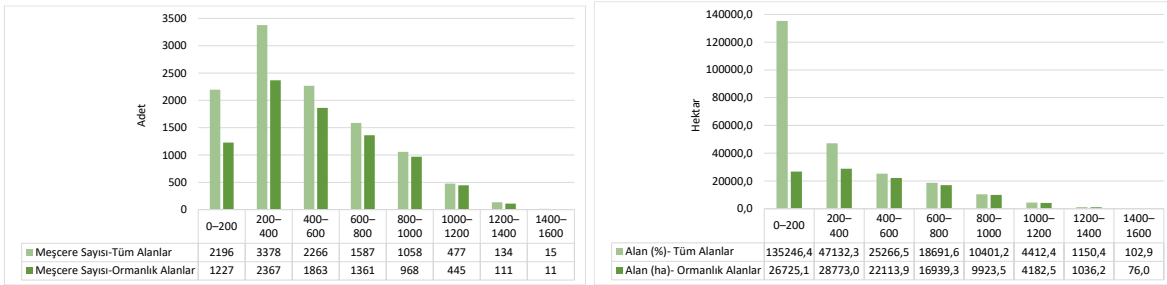 3500
3000
2500
2000
1500
1000
500
0
Adet
0–200 200–400 400–600 600–800 800–1000 1000–1200 1200–1400 1400–1600
Meşcere Sayısı-Tüm Alanlar 2196 3378 2266 1587 1058 477 134 15
Meşcere Sayısı-Ormanlık Alanlar 1227 2367 1863 1361 968 445 111 11
140000,0
120000,0
100000,0
80000,0
60000,0
40000,0
20000,0
0,0
Hektar
0–200 200–400 400–600 600–800 800–1000 1000–1200 1200–1400 1400–1600
Alan (%)- Tüm Alanlar 135246,4 47132,3 25266,5 18691,6 10401,2 4412,4 1150,4 102,9
Alan (ha)- Ormanlık Alanlar 26725,1 28773,0 22113,9 16939,3 9923,5 4182,5 1036,2 76,0